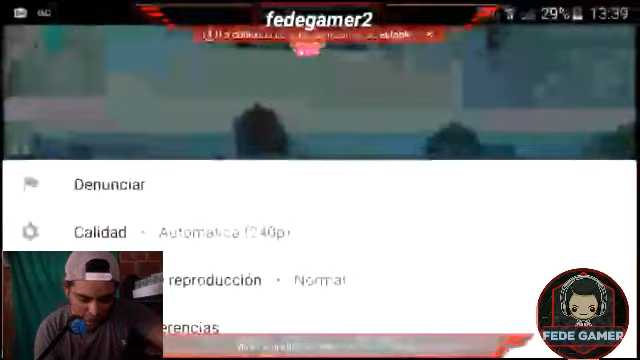 fedegamer2
29% 13:39
Denunciar
Calidad · Automática (240p)
reproducción · Normal
erencias
FEDE GAMER